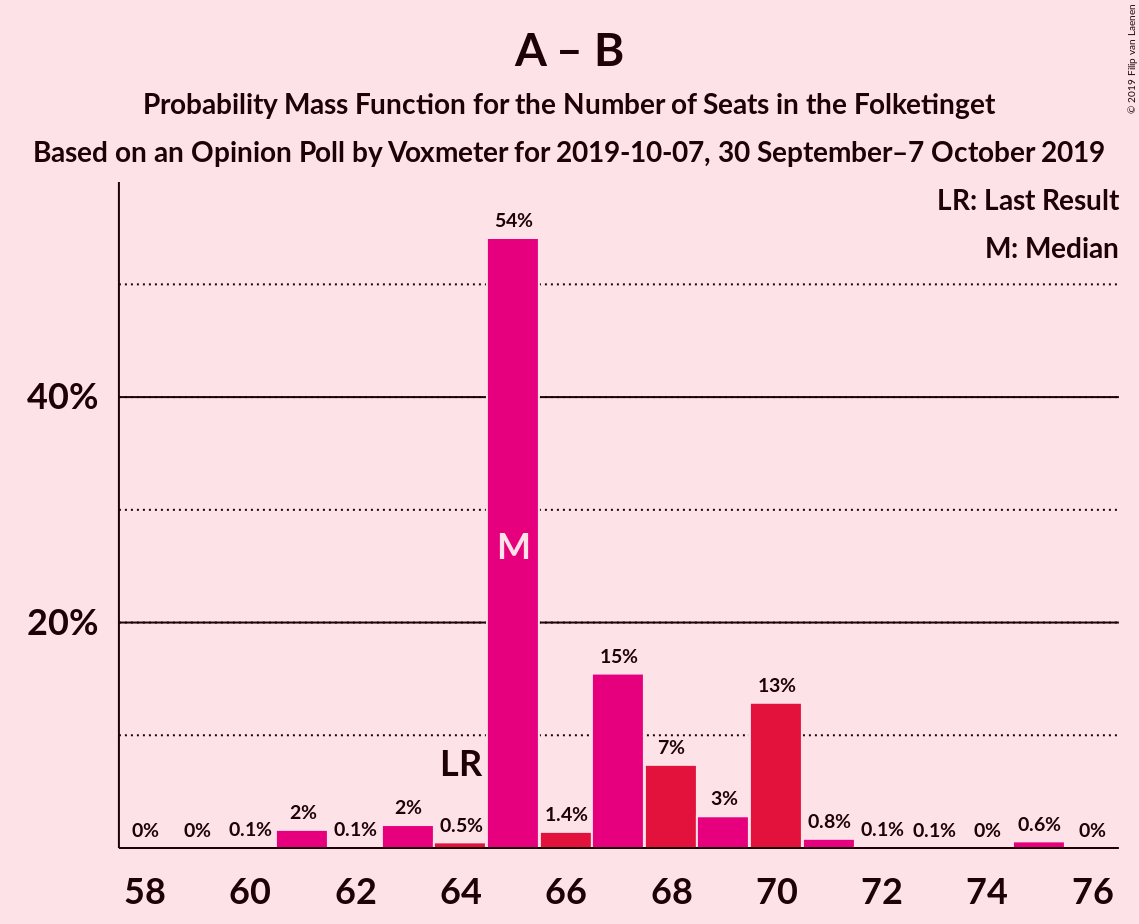 A – B
Probability Mass Function for the Number of Seats in the Folketinget
Based on an Opinion Poll by Voxmeter for 2019-10-07, 30 September–7 October 2019
© 2019 Filip van Laenen
LR: Last Result
M: Median
40%
20%
0%
0%
0.1%
2%
0.1%
2%
0.5%
54%
1.4%
15%
7%
3%
13%
0.8%
0.1%
0.1%
0%
0.6%
0%
LR
M
58 60 62 64 66 68 70 72 74 76